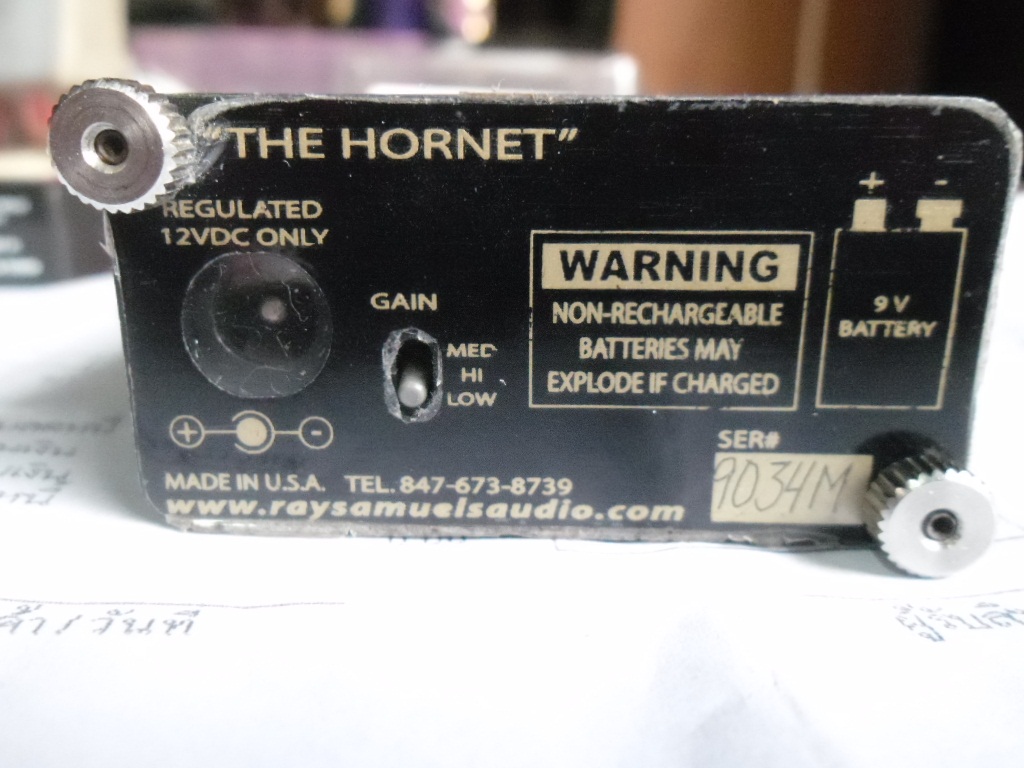 "THE HORNET"
REGULATED
12VDC ONLY
GAIN
MED
HI
LOW
WARNING
NON-RECHARGEABLE
BATTERIES MAY
EXPLODE IF CHARGED
+ -
9 V
BATTERY
+ -
SER#
9034M
MADE IN U.S.A. TEL. 847-673-8739
www.raysamuelsaudio.com